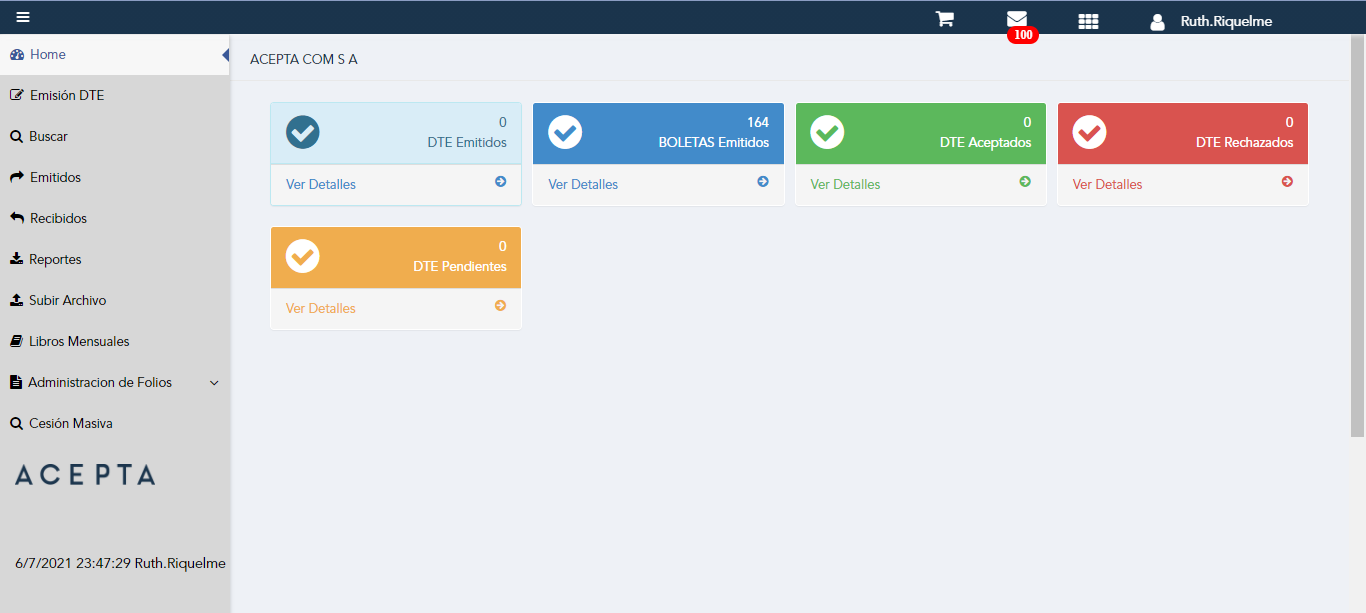 100
Ruth.Riquelme
Home
Emisión DTE
Buscar
Emitidos
Recibidos
Reportes
Subir Archivo
Libros Mensuales
Administracion de Folios
Cesión Masiva
ACEPTA
6/7/2021 23:47:29 Ruth.Riquelme
ACEPTA COM S A
0
DTE Emitidos
Ver Detalles
164
BOLETAS Emitidos
Ver Detalles
0
DTE Aceptados
Ver Detalles
0
DTE Rechazados
Ver Detalles
0
DTE Pendientes
Ver Detalles